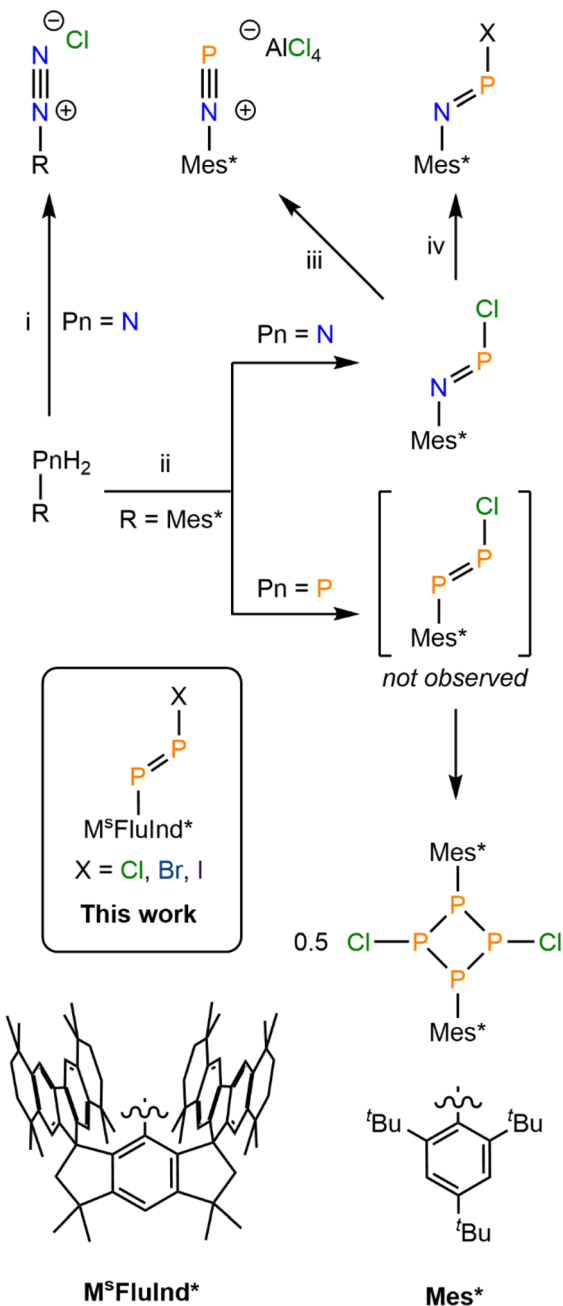 ⊖ Cl
N
N ⊕
R
⊖ AlCl₄
P
N ⊕
Mes*
X
P
N
Mes*
i
Pn = N
iii
iv
Cl
P
N
Mes*
Pn = N
PnH₂
R
ii
R = Mes*
Pn = P
Cl
P
P
Mes*
not observed
X
P
P
MˢFluInd*
X = Cl, Br, I
This work
Mes*
P
0.5 Cl P P Cl
P
Mes*
ᵗBu ᵗBu
ᵗBu
MˢFluInd*
Mes*